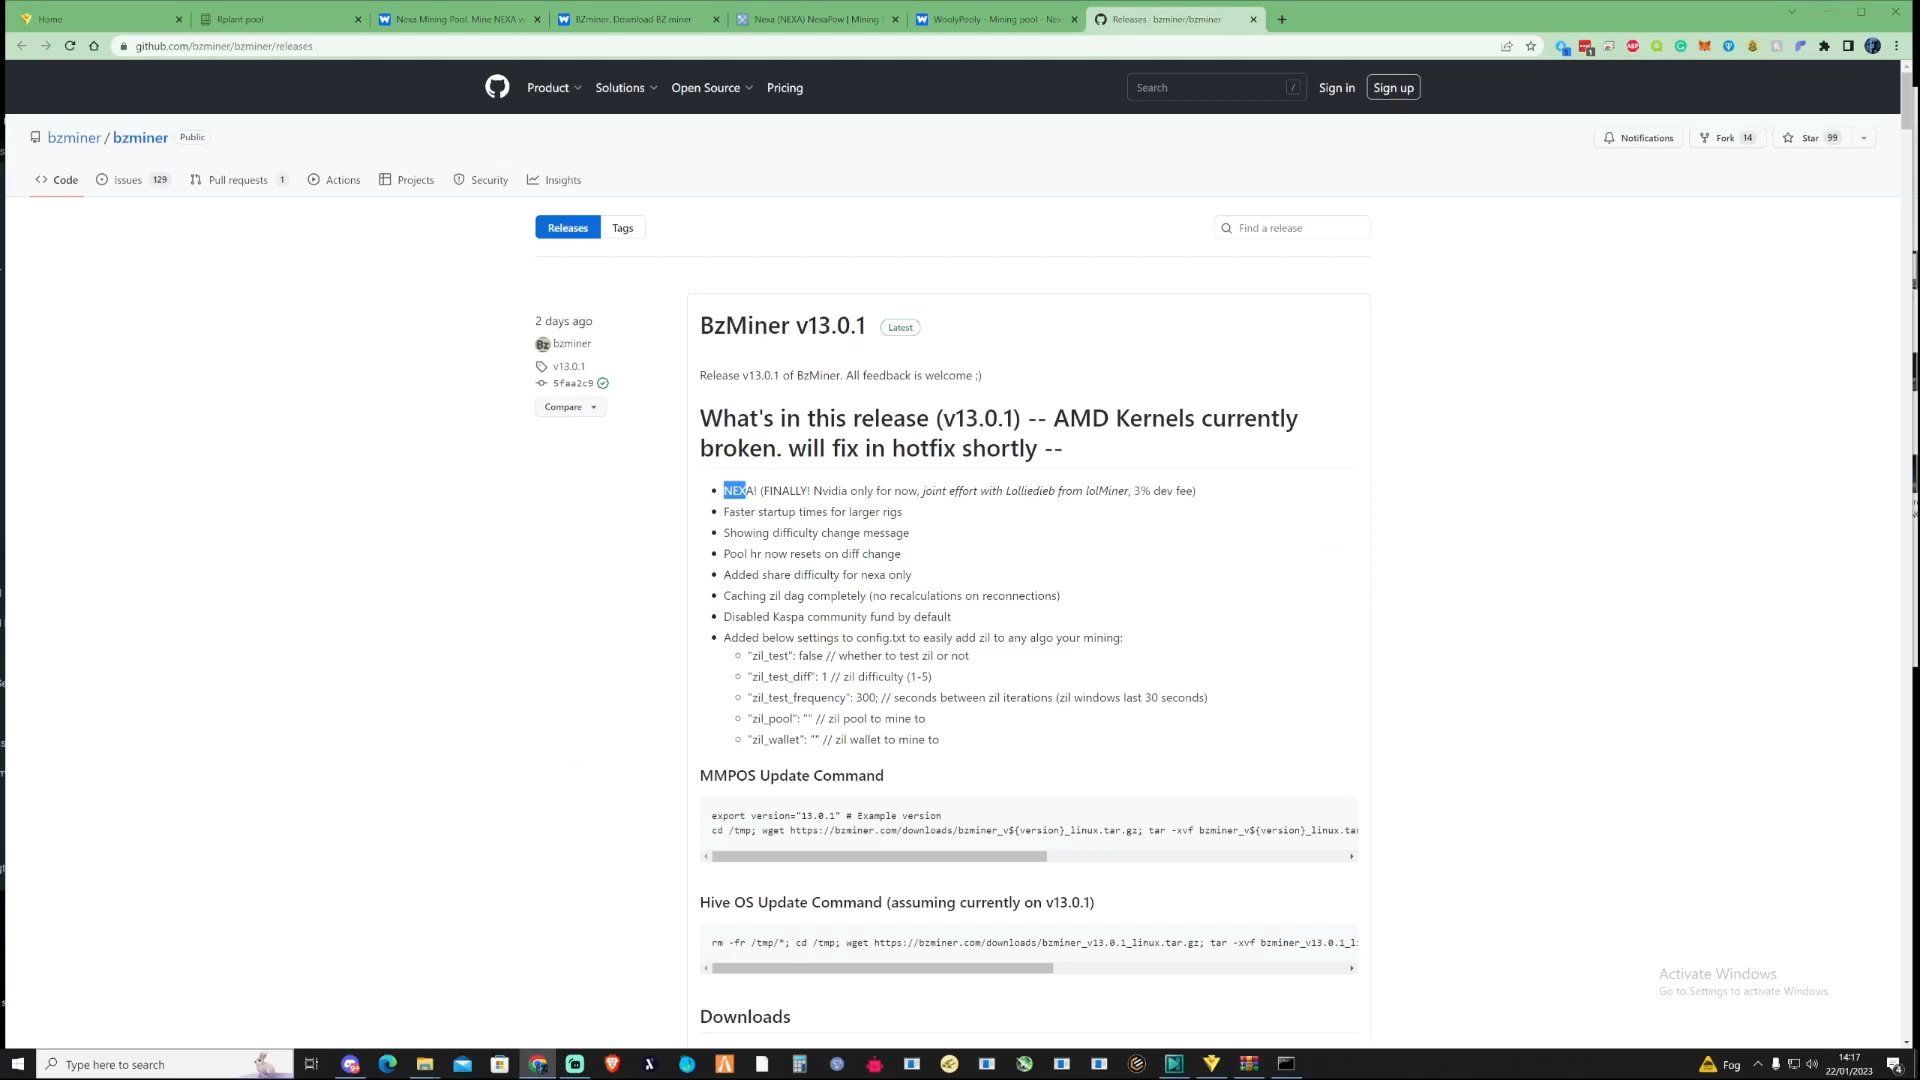 Home
Rplant pool
Nexa Mining Pool. Mine NEXA w
BZminer. Download BZ miner
Nexa (NEXA) NexaPow | Mining
WoolyPooly - Mining pool - Nex
Releases · bzminer/bzminer
github.com/bzminer/bzminer/releases
Product
Solutions
Open Source
Pricing
Search
/
Sign in
Sign up
bzminer / bzminer
Public
Notifications
Fork 14
Star 99
Code
Issues 129
Pull requests 1
Actions
Projects
Security
Insights
Releases
Tags
Find a release
2 days ago
Bz bzminer
v13.0.1
5faa2c9
Compare
BzMiner v13.0.1
Latest
Release v13.0.1 of BzMiner. All feedback is welcome ;)
What's in this release (v13.0.1) -- AMD Kernels currently
broken. will fix in hotfix shortly --
NEXA! (FINALLY! Nvidia only for now, joint effort with Lolliedieb from lolMiner, 3% dev fee)
Faster startup times for larger rigs
Showing difficulty change message
Pool hr now resets on diff change
Added share difficulty for nexa only
Caching zil dag completely (no recalculations on reconnections)
Disabled Kaspa community fund by default
Added below settings to config.txt to easily add zil to any algo your mining:
"zil_test": false // whether to test zil or not
"zil_test_diff": 1 // zil difficulty (1-5)
"zil_test_frequency": 300; // seconds between zil iterations (zil windows last 30 seconds)
"zil_pool": "" // zil pool to mine to
"zil_wallet": "" // zil wallet to mine to
MMPOS Update Command
export version="13.0.1" # Example version
cd /tmp; wget https://bzminer.com/downloads/bzminer_v${version}_linux.tar.gz; tar -xvf bzminer_v${version}_linux.tar
Hive OS Update Command (assuming currently on v13.0.1)
rm -fr /tmp/*; cd /tmp; wget https://bzminer.com/downloads/bzminer_v13.0.1_linux.tar.gz; tar -xvf bzminer_v13.0.1_li
Downloads
Activate Windows
Go to Settings to activate Windows.
Type here to search
Fog
14:17
22/01/2023